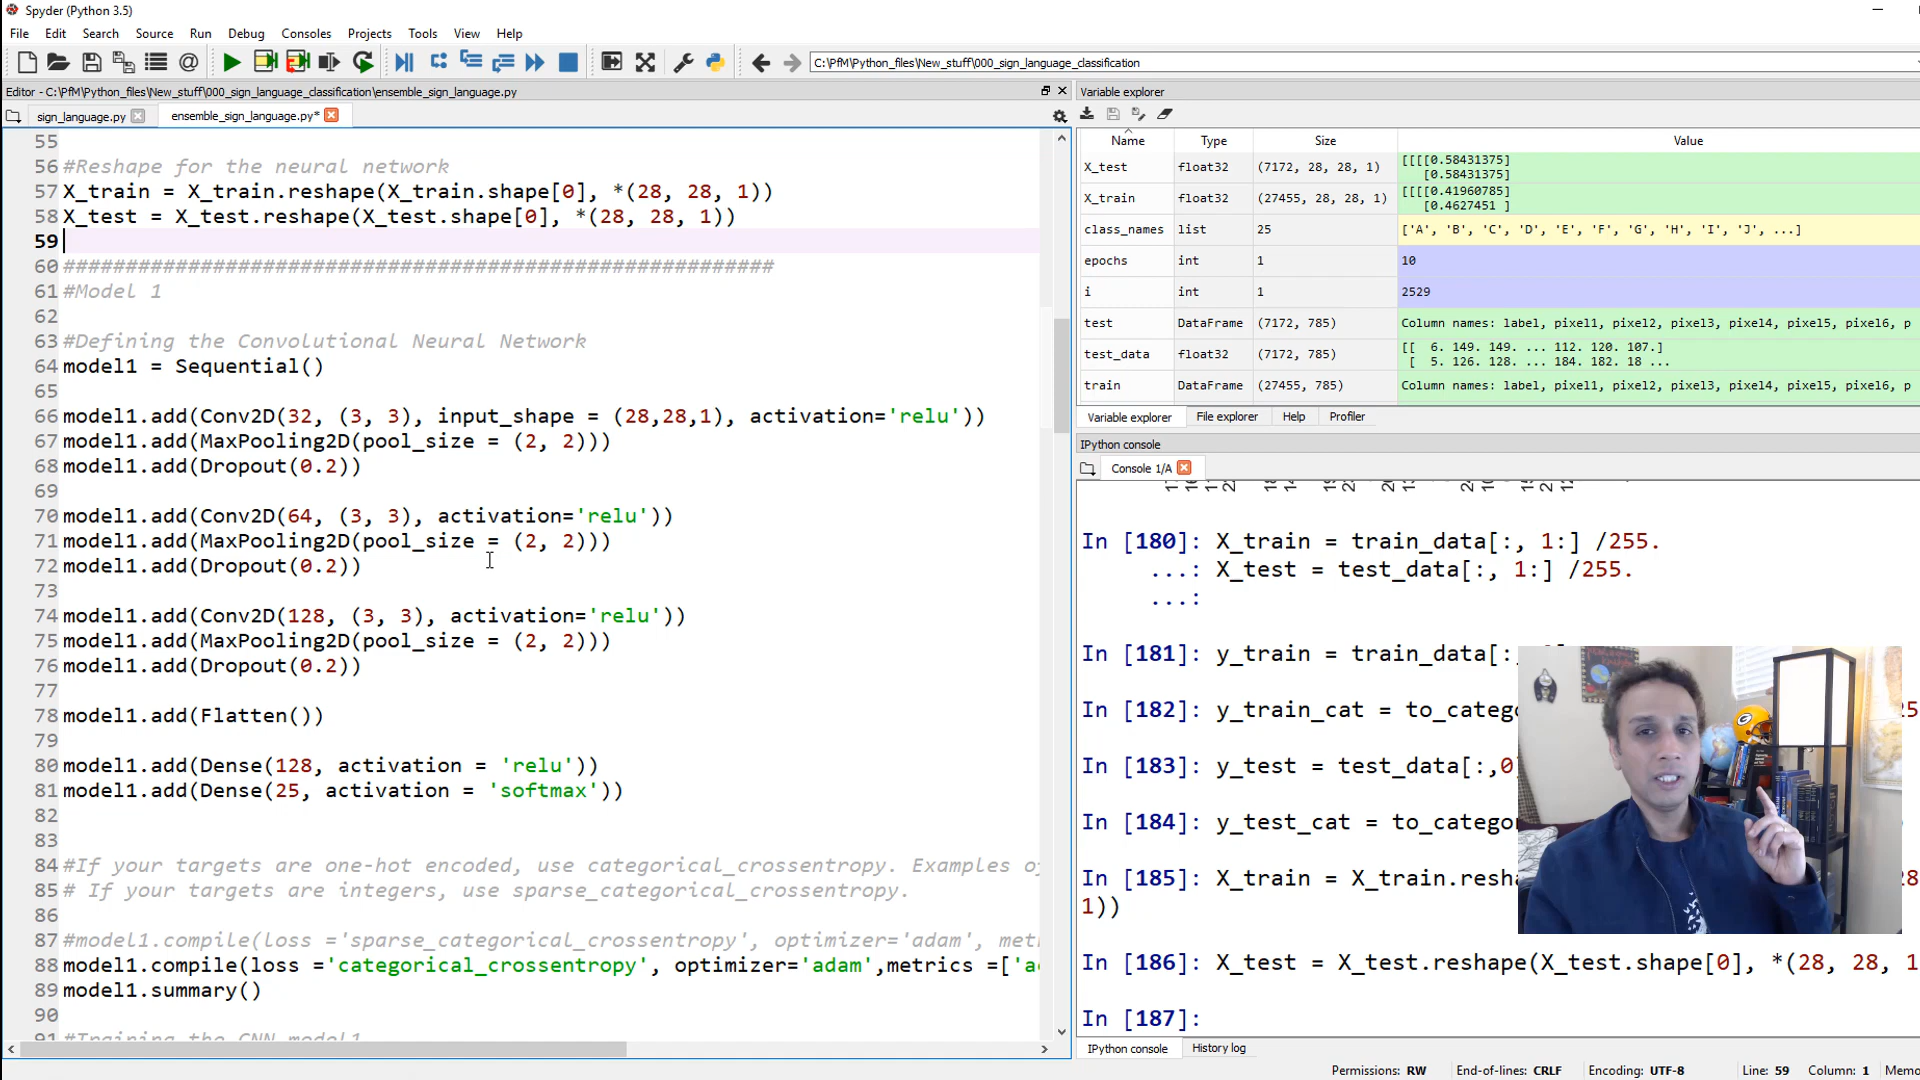 Spyder (Python 3.5)
File Edit Search Source Run Debug Consoles Projects Tools View Help
C:\PfM\Python_files\New_stuff\000_sign_language_classification
Editor - C:\PfM\Python_files\New_stuff\000_sign_language_classification\ensemble_sign_language.py
sign_language.py ensemble_sign_language.py*
55
56 #Reshape for the neural network
57 X_train = X_train.reshape(X_train.shape[0], *(28, 28, 1))
58 X_test = X_test.reshape(X_test.shape[0], *(28, 28, 1))
59
60 #########################################################
61 #Model 1
62
63 #Defining the Convolutional Neural Network
64 model1 = Sequential()
65
66 model1.add(Conv2D(32, (3, 3), input_shape = (28,28,1), activation='relu'))
67 model1.add(MaxPooling2D(pool_size = (2, 2)))
68 model1.add(Dropout(0.2))
69
70 model1.add(Conv2D(64, (3, 3), activation='relu'))
71 model1.add(MaxPooling2D(pool_size = (2, 2)))
72 model1.add(Dropout(0.2))
73
74 model1.add(Conv2D(128, (3, 3), activation='relu'))
75 model1.add(MaxPooling2D(pool_size = (2, 2)))
76 model1.add(Dropout(0.2))
77
78 model1.add(Flatten())
79
80 model1.add(Dense(128, activation = 'relu'))
81 model1.add(Dense(25, activation = 'softmax'))
82
83
84 #If your targets are one-hot encoded, use categorical_crossentropy. Examples
85 # If your targets are integers, use sparse_categorical_crossentropy.
86
87 #model1.compile(loss ='sparse_categorical_crossentropy', optimizer='adam',
88 model1.compile(loss ='categorical_crossentropy', optimizer='adam',metrics =['a
89 model1.summary()
90
#Training the CNN model1
Variable explorer
Name Type Size Value
X_test float32 (7172, 28, 28, 1) [[[[0.58431375]
[0.58431375]
X_train float32 (27455, 28, 28, 1) [[[[0.41960785]
[0.4627451 ]
class_names list 25 ['A', 'B', 'C', 'D', 'E', 'F', 'G', 'H', 'I', 'J', ...]
epochs int 1 10
i int 1 2529
test DataFrame (7172, 785) Column names: label, pixel1, pixel2, pixel3, pixel4, pixel5, pixel6, p
test_data float32 (7172, 785) [[ 6. 149. 149. ... 112. 120. 107.]
[ 5. 126. 128. ... 184. 182. 18 ...
train DataFrame (27455, 785) Column names: label, pixel1, pixel2, pixel3, pixel4, pixel5, pixel6, p
Variable explorer File explorer Help Profiler
IPython console
Console 1/A
In [180]: X_train = train_data[:, 1:] /255.
...: X_test = test_data[:, 1:] /255.
...:
In [181]: y_train = train_data[:,
In [182]: y_train_cat = to_catego
In [183]: y_test = test_data[:,0
In [184]: y_test_cat = to_catego
In [185]: X_train = X_train.resha 28
1))
In [186]: X_test = X_test.reshape(X_test.shape[0], *(28, 28, 1
In [187]:
IPython console History log
Permissions: RW End-of-lines: CRLF Encoding: UTF-8 Line: 59 Column: 1 Memo